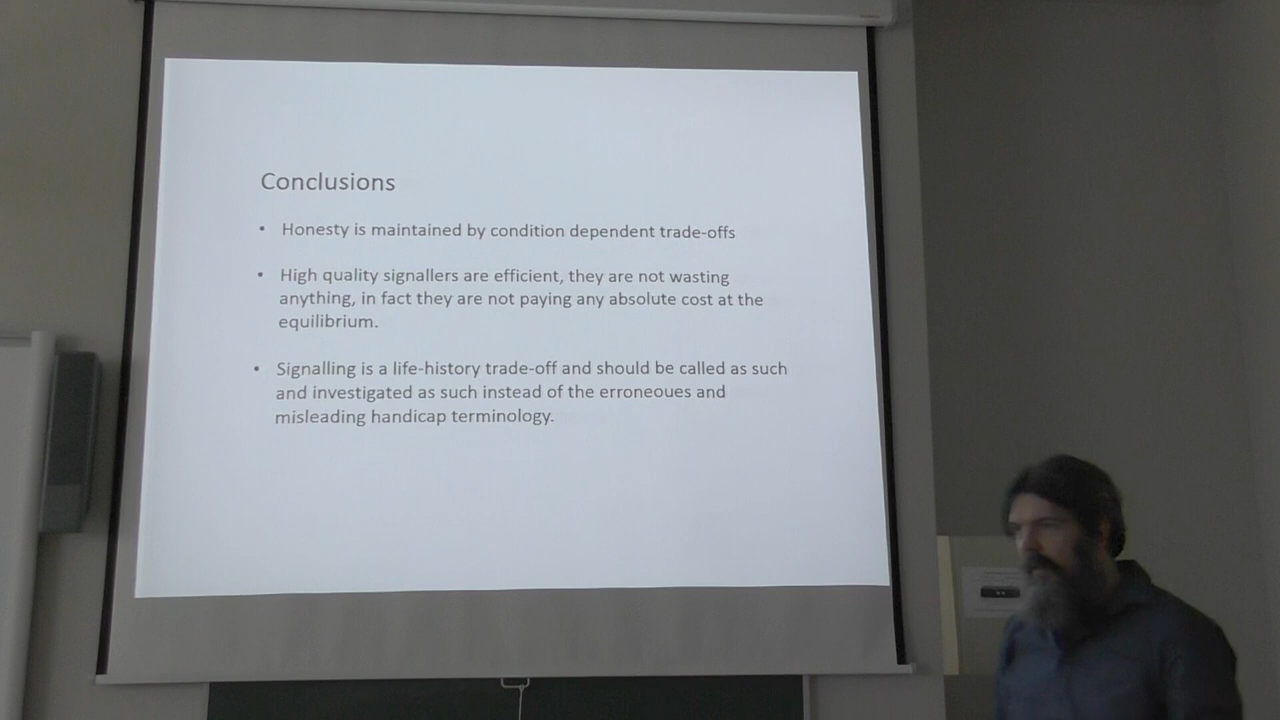 Conclusions
• Honesty is maintained by condition dependent trade-offs
• High quality signallers are efficient, they are not wasting
anything, in fact they are not paying any absolute cost at the
equilibrium.
• Signalling is a life-history trade-off and should be called as such
and investigated as such instead of the erroneoues and
misleading handicap terminology.